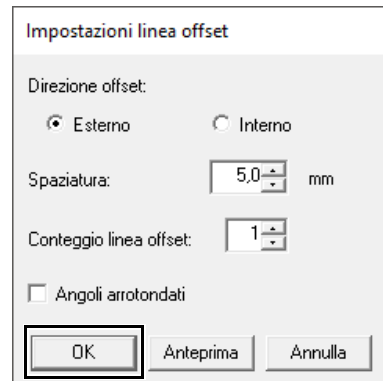 Impostazioni linea offset
Direzione offset:
Esterno Interno
Spaziatura: 5,0 mm
Conteggio linea offset: 1
Angoli arrotondati
OK Anteprima Annulla